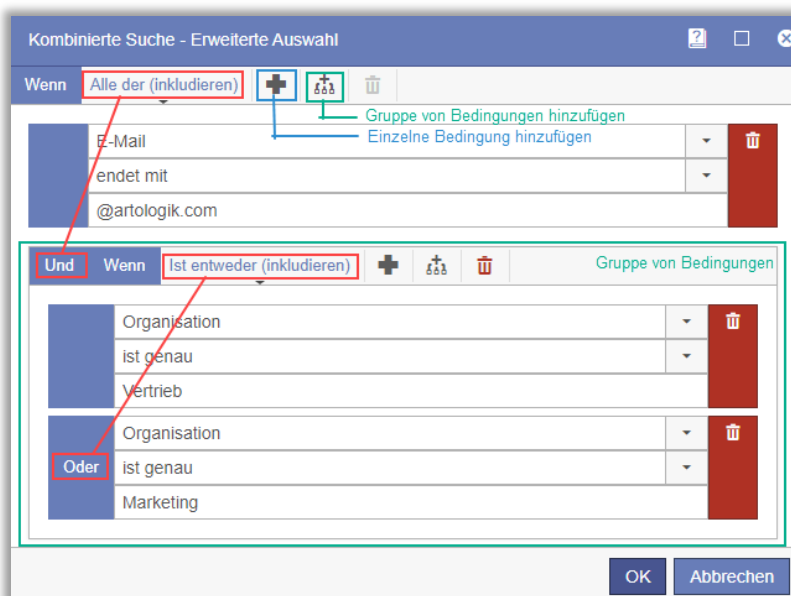 Kombinierte Suche - Erweiterte Auswahl
Wenn Alle der (inkludieren)
Gruppe von Bedingungen hinzufügen
Einzelne Bedingung hinzufügen
E-Mail
endet mit
@artologik.com
Und Wenn Ist entweder (inkludieren) Gruppe von Bedingungen
Organisation
ist genau
Vertrieb
Organisation
Oder ist genau
Marketing
OK Abbrechen